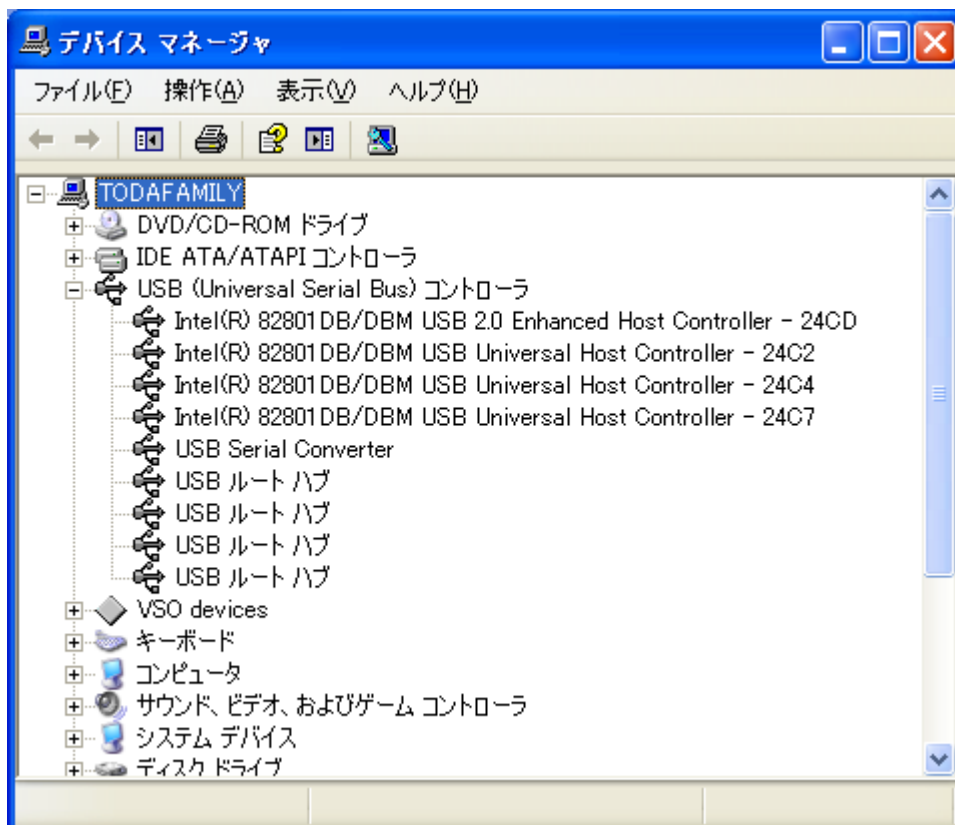 デバイス マネージャ
ファイル(F) 操作(A) 表示(V) ヘルプ(H)
TODAFAMILY
DVD/CD-ROM ドライブ
IDE ATA/ATAPI コントローラ
USB (Universal Serial Bus) コントローラ
Intel(R) 82801DB/DBM USB 2.0 Enhanced Host Controller - 24CD
Intel(R) 82801DB/DBM USB Universal Host Controller - 24C2
Intel(R) 82801DB/DBM USB Universal Host Controller - 24C4
Intel(R) 82801DB/DBM USB Universal Host Controller - 24C7
USB Serial Converter
USB ルート ハブ
USB ルート ハブ
USB ルート ハブ
USB ルート ハブ
VSO devices
キーボード
コンピュータ
サウンド、ビデオ、およびゲーム コントローラ
システム デバイス
ディスク ドライブ